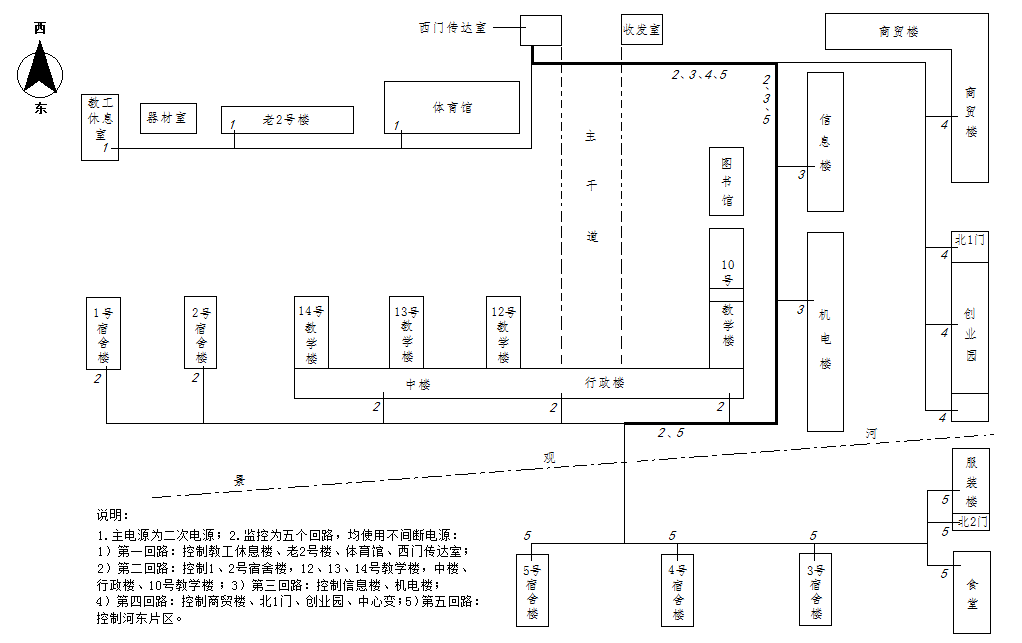 西
东
西门传达室
收发室
商贸楼
2、3、4、5
2、3、5
教工
休息
室
1
器材室
老2号楼
1
体育馆
1
主
干
道
图
书
馆
信
息
楼
3
商
贸
楼
4
北1门
4
10
号
教
学
楼
机
电
楼
3
创
业
园
4
4
1号
宿
舍
楼
2
2号
宿
舍
楼
2
14号
教
学
楼
13号
教
学
楼
12号
教
学
楼
中楼
行政楼
2
2
2
2、5
景
观
河
服
装
楼
5
北2门
5
说明：
1.主电源为二次电源；2.监控为五个回路，均使用不间断电源：
1）第一回路：控制教工休息楼、老2号楼、体育馆、西门传达室；
2）第二回路：控制1、2号宿舍楼，12、13、14号教学楼，中楼、
行政楼、10号教学楼；3）第三回路：控制信息楼、机电楼；
4）第四回路：控制商贸楼、北1门、创业园、中心变；5）第五回路：
控制河东片区。
5
5号
宿
舍
楼
5
4号
宿
舍
楼
5
3号
宿
舍
楼
5
食
堂